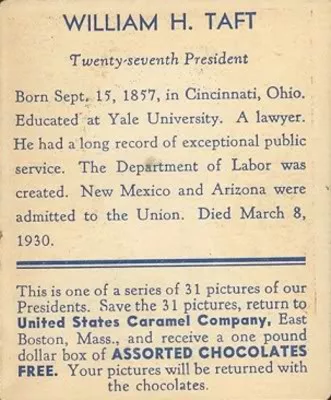 WILLIAM H. TAFT
Twenty-seventh President
Born Sept. 15, 1857, in Cincinnati, Ohio.
Educated at Yale University. A lawyer.
He had a long record of exceptional public
service. The Department of Labor was
created. New Mexico and Arizona were
admitted to the Union. Died March 8,
1930.
This is one of a series of 31 pictures of our
Presidents. Save the 31 pictures, return to
United States Caramel Company, East
Boston, Mass., and receive a one pound
dollar box of ASSORTED CHOCOLATES
FREE. Your pictures will be returned with
the chocolates.